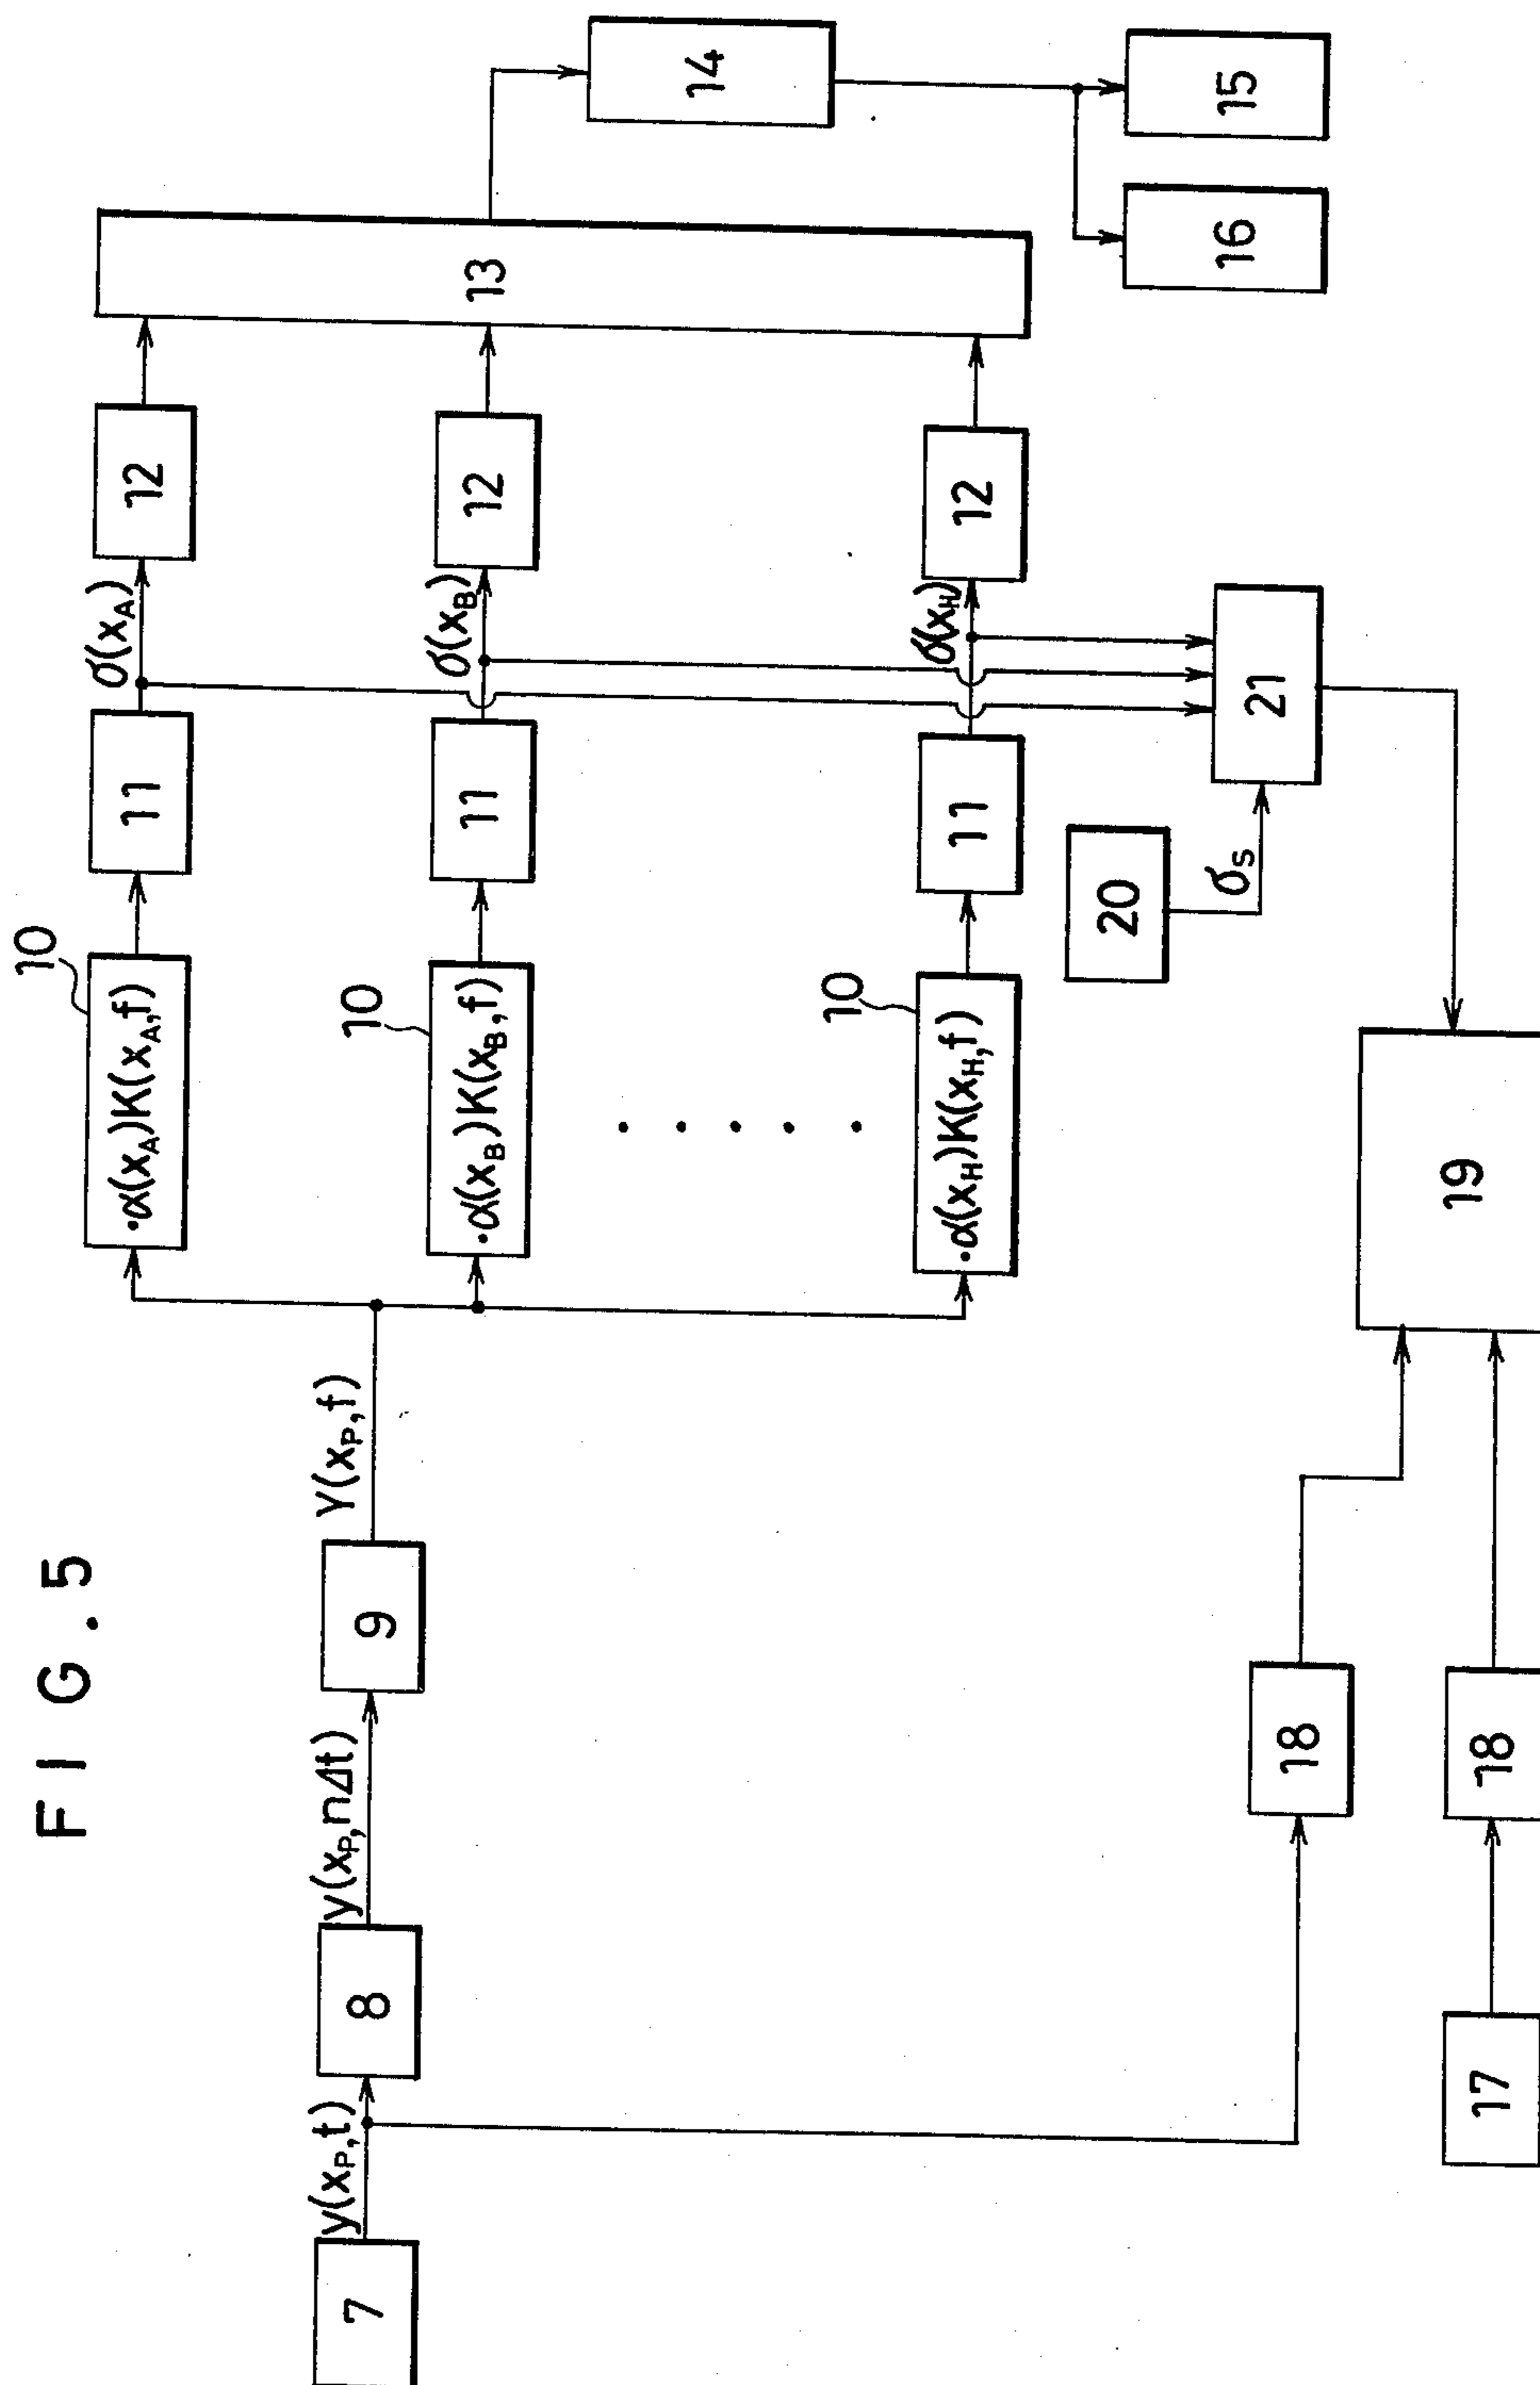 FIG.5
7
y(x_P,t)
8
y(x_P,nΔt)
9
Y(x_P,f)
10
·α(x_A)K(x_A,f)
11
σ(x_A)
12
10
·α(x_B)K(x_B,f)
11
σ(x_B)
12
10
·α(x_H)K(x_H,f)
11
σ(x_H)
12
13
14
15
16
17
18
18
19
20
σ_S
21